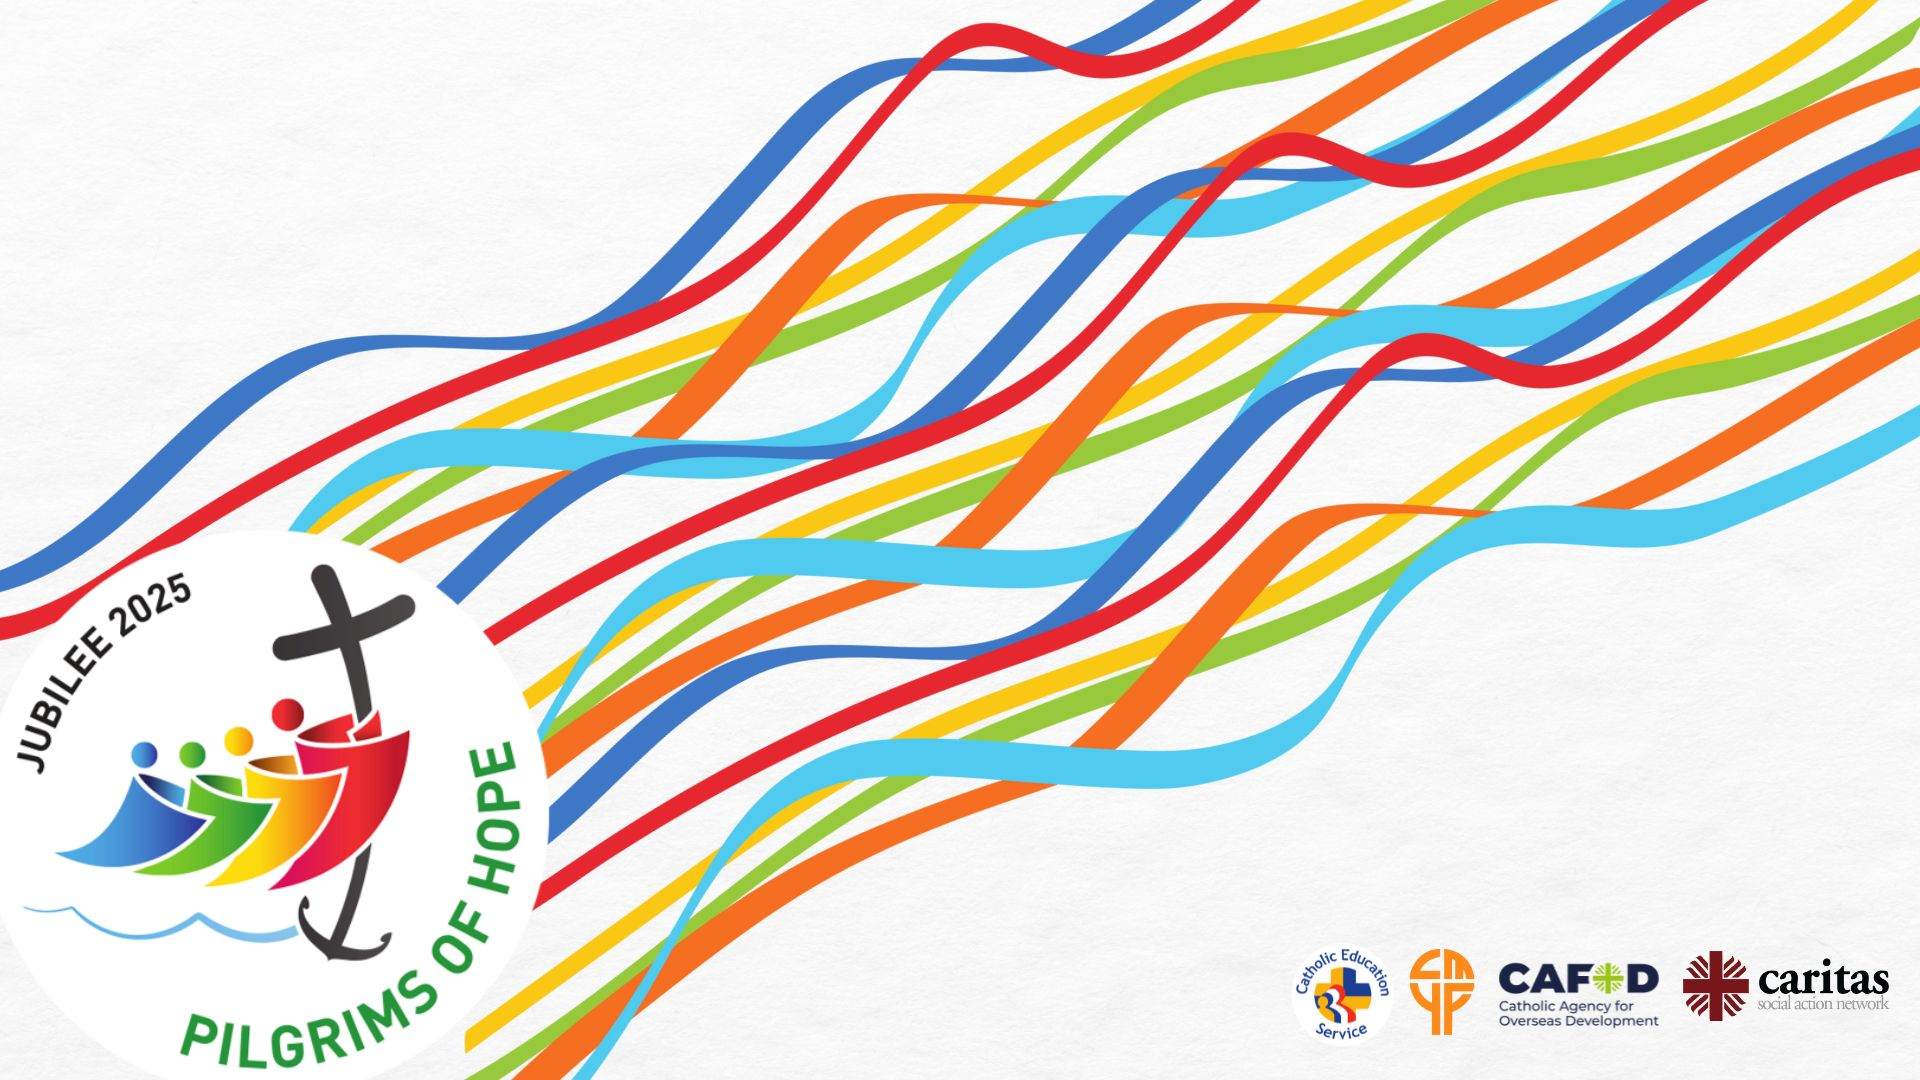 JUBILEE 2025
PILGRIMS OF HOPE
Catholic Education
Service
CAFOD
Catholic Agency for
Overseas Development
caritas
social action network